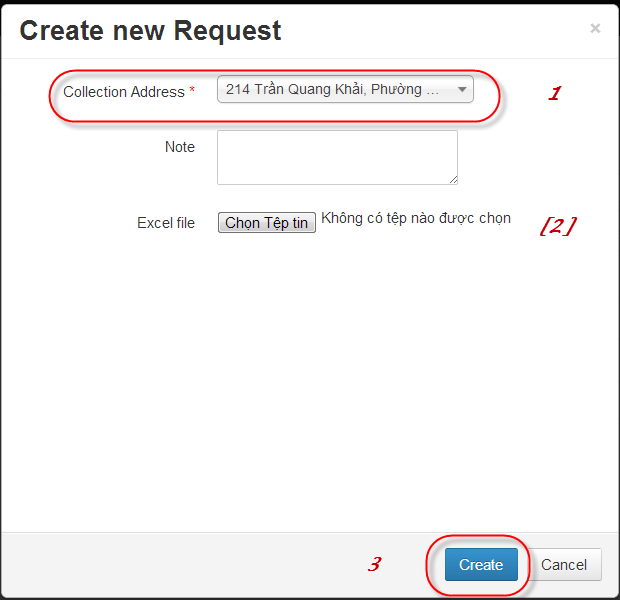 Create new Request ×
Collection Address * 214 Trần Quang Khải, Phường ... 1
Note
Excel file Chọn Tệp tin Không có tệp nào được chọn [2]
3 Create Cancel